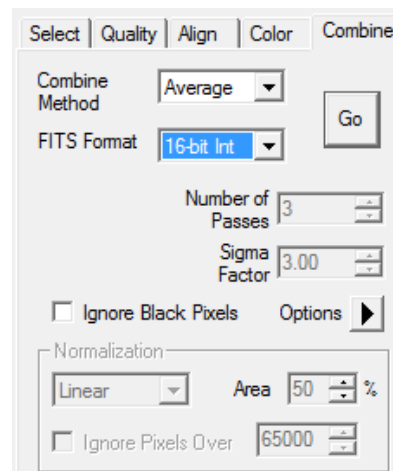 Select Quality Align Color Combine
Combine
Method
Average
Go
FITS Format
16-bit Int
Number of
Passes
3
Sigma
Factor
3.00
Ignore Black Pixels Options
Normalization
Linear Area 50 %
Ignore Pixels Over 65000